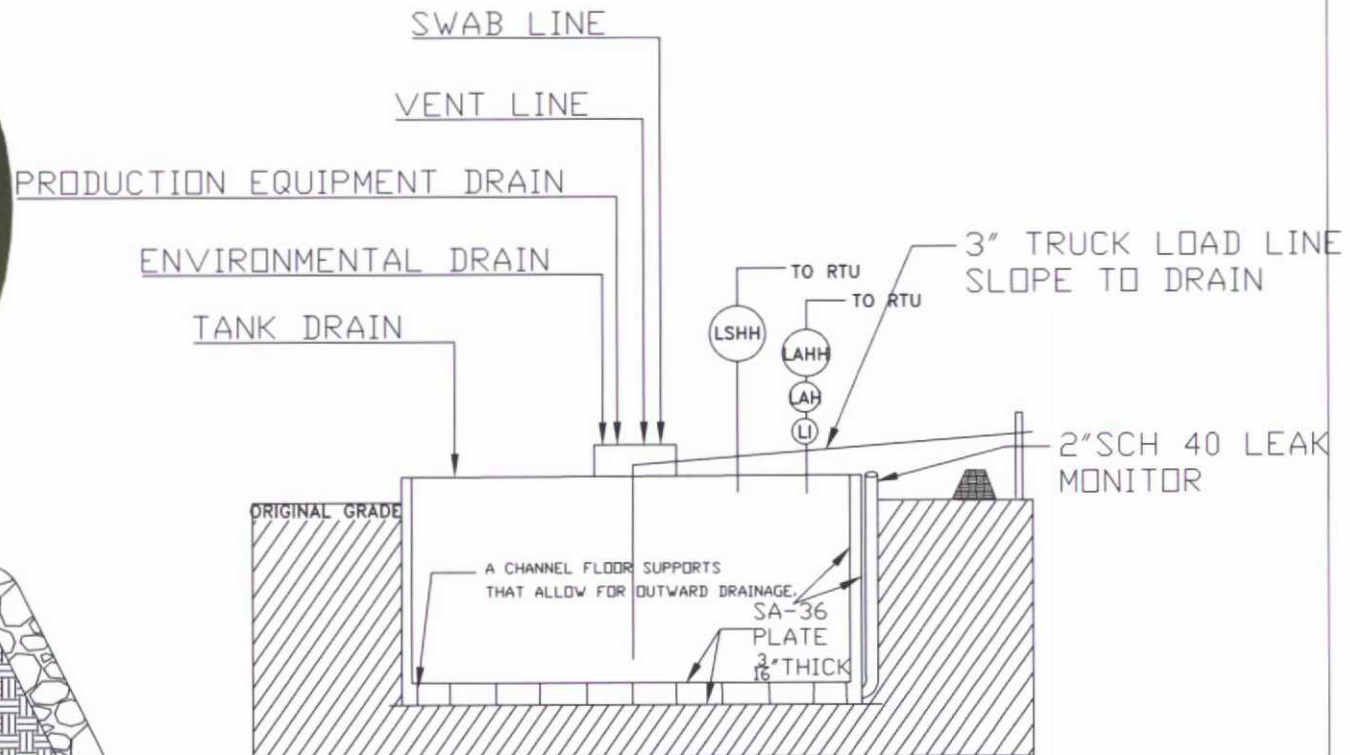 SWAB LINE
VENT LINE
PRODUCTION EQUIPMENT DRAIN
ENVIRONMENTAL DRAIN
TANK DRAIN
TO RTU
TO RTU
3" TRUCK LOAD LINE
SLOPE TO DRAIN
LSHH
LAHH
LAH
LI
2"SCH 40 LEAK
MONITOR
ORIGINAL GRADE
A CHANNEL FLOOR SUPPORTS
THAT ALLOW FOR OUTWARD DRAINAGE.
SA-36
PLATE
3/16"THICK